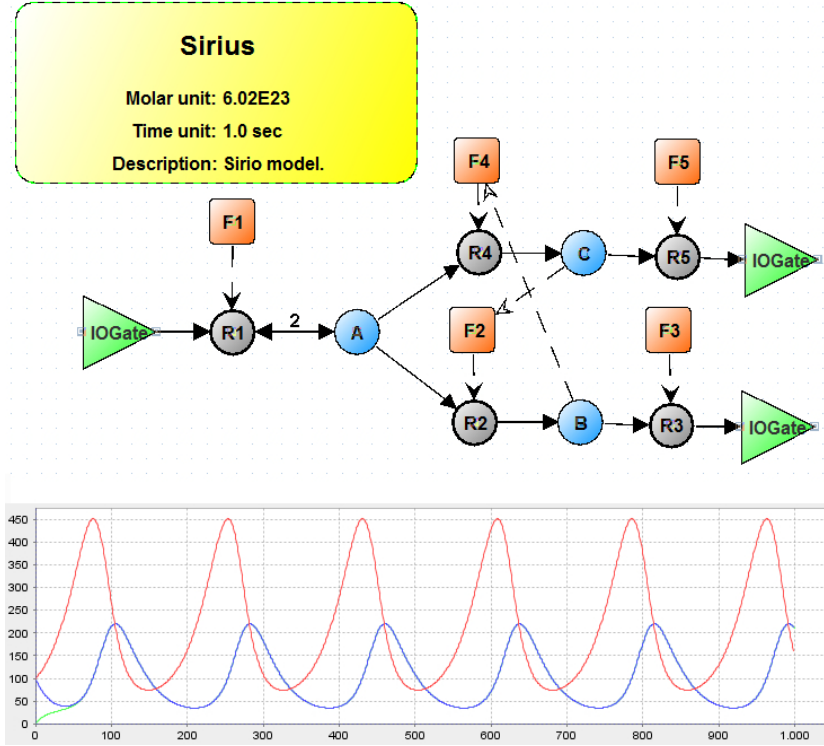 Sirius
Molar unit: 6.02E23
Time unit: 1.0 sec
Description: Sirio model.
F4
F5
F1
R4
C
R5
IOGate
IOGate
R1
2
A
F2
F3
R2
B
R3
IOGate
450
400
350
300
250
200
150
100
50
0
0 100 200 300 400 500 600 700 800 900 1.000